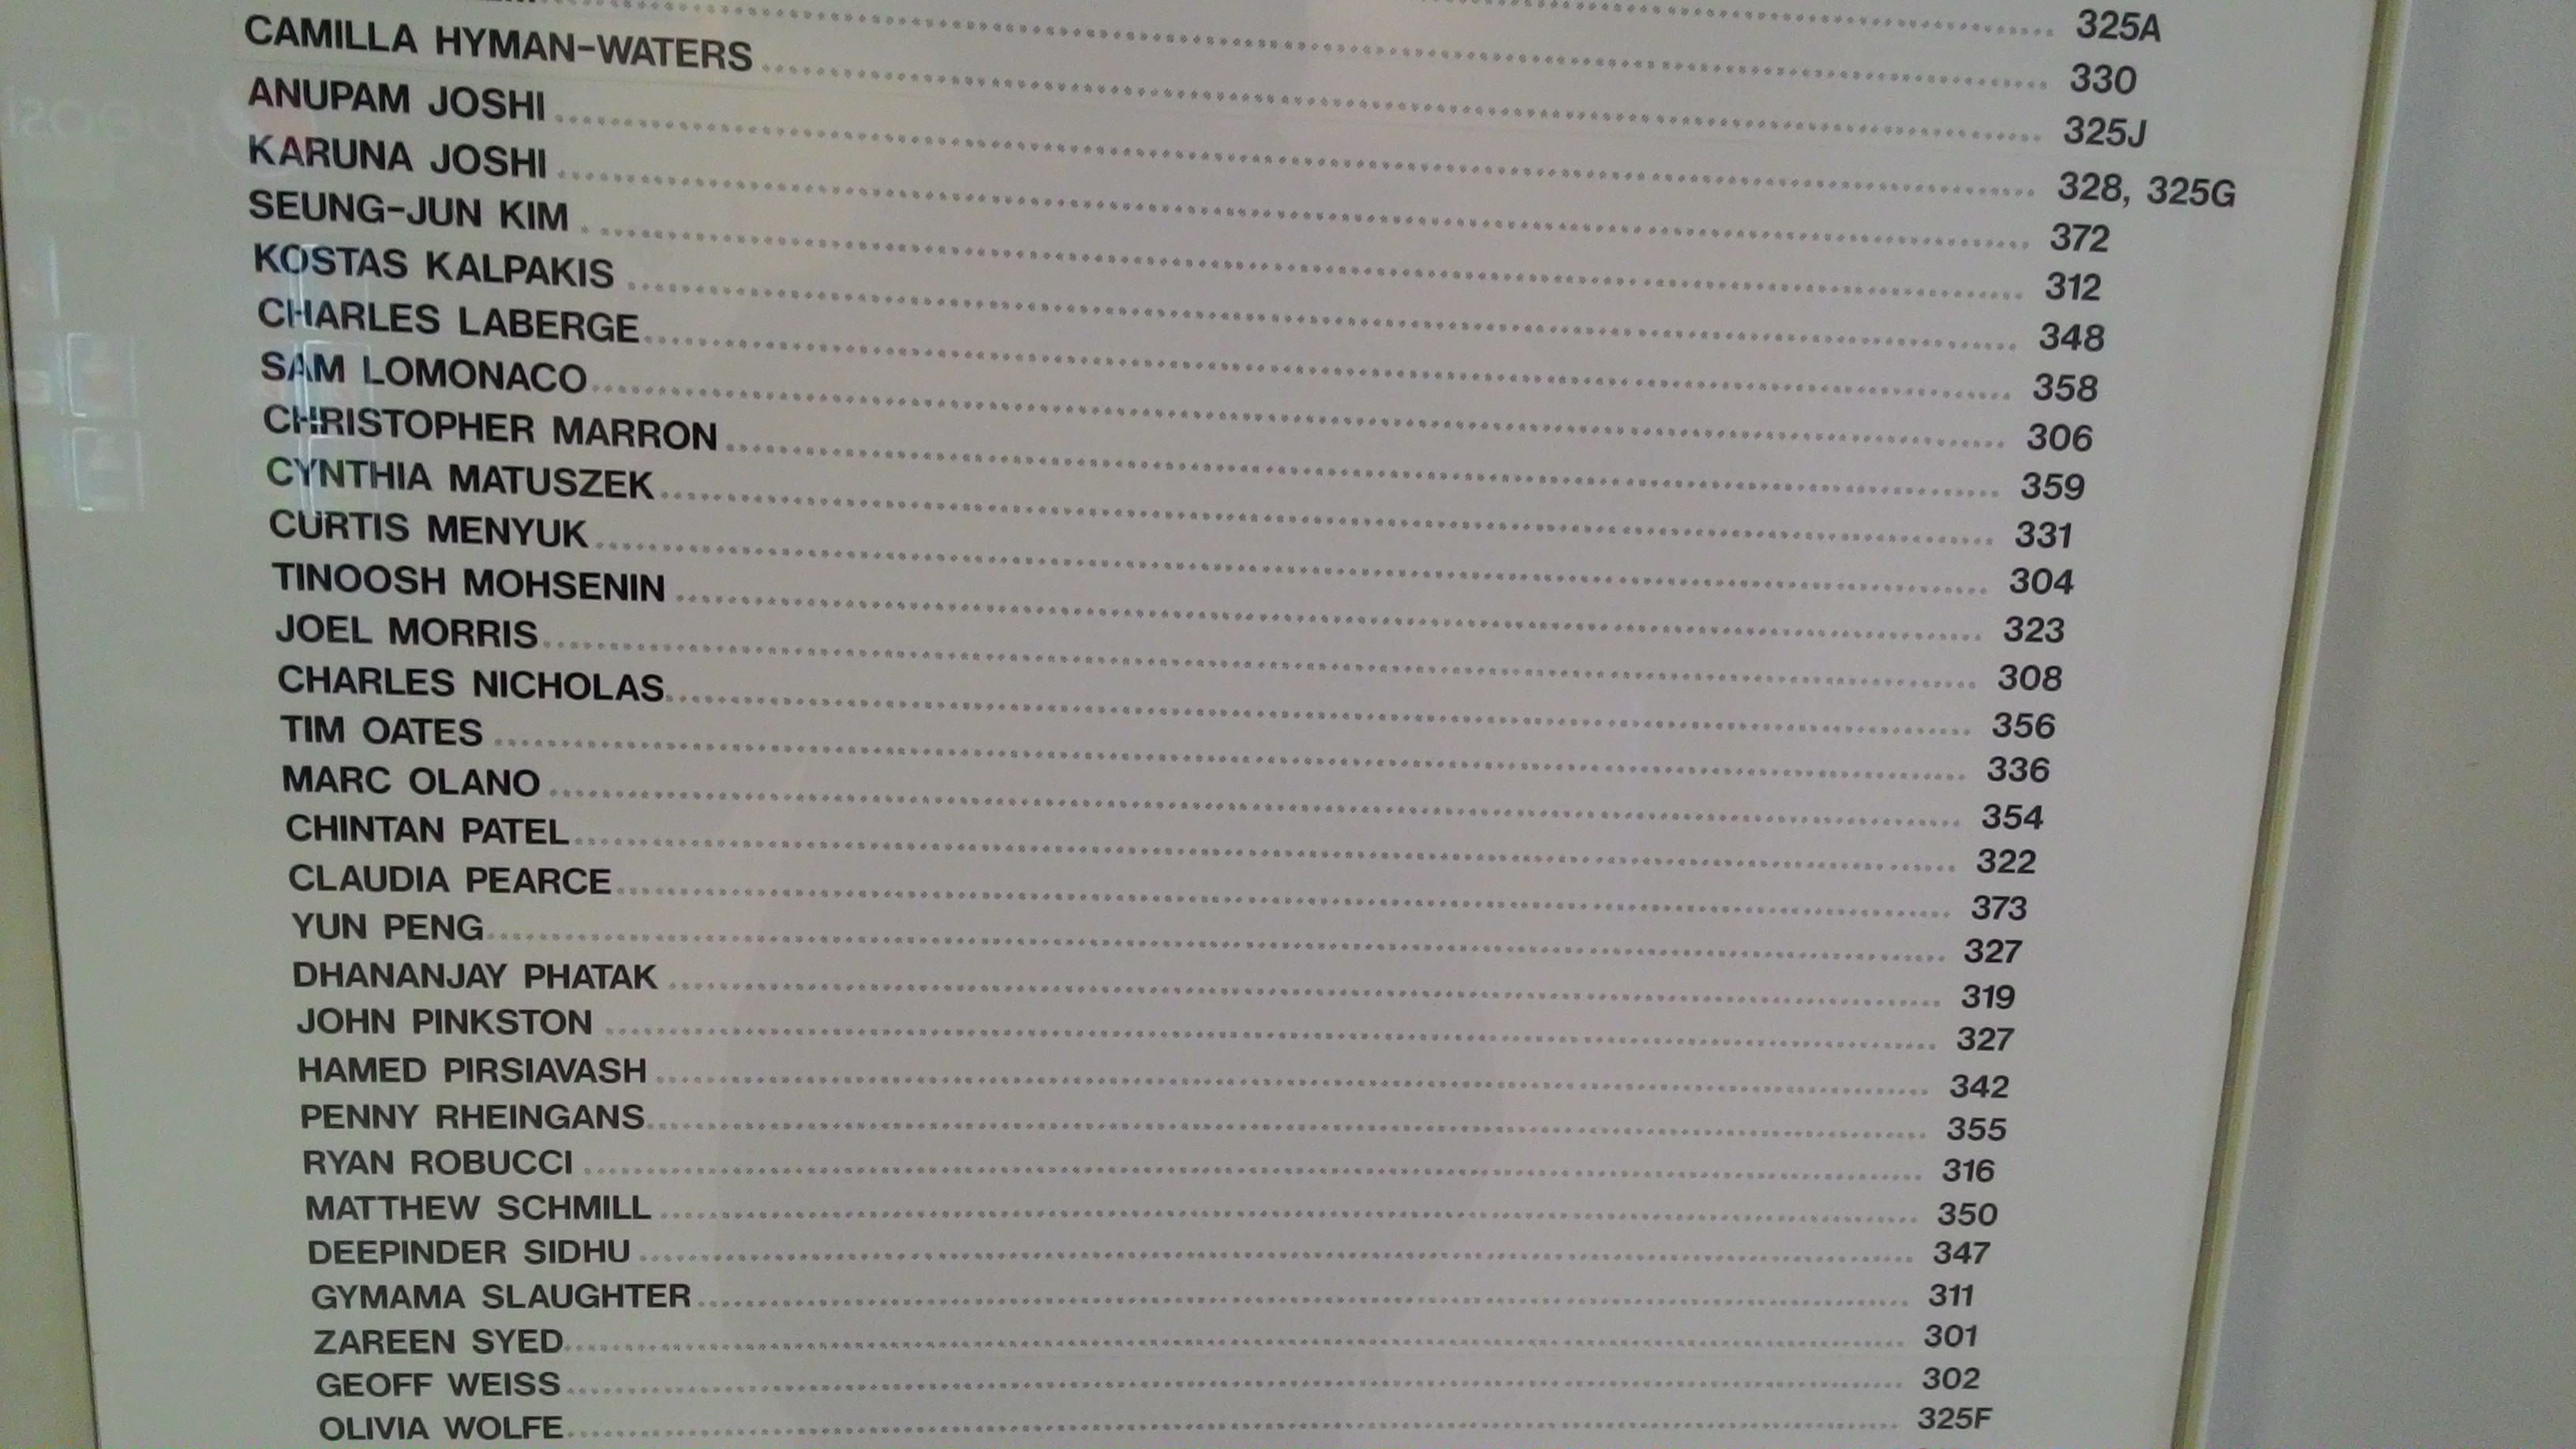 325A
330
CAMILLA HYMAN-WATERS 325J
ANUPAM JOSHI 328, 325G
KARUNA JOSHI 372
SEUNG-JUN KIM 312
KOSTAS KALPAKIS 348
CHARLES LABERGE 358
SAM LOMONACO 306
CHRISTOPHER MARRON 359
CYNTHIA MATUSZEK 331
CURTIS MENYUK 304
TINOOSH MOHSENIN 323
JOEL MORRIS 308
CHARLES NICHOLAS 356
TIM OATES 336
MARC OLANO 354
CHINTAN PATEL 322
CLAUDIA PEARCE 373
YUN PENG 327
DHANANJAY PHATAK 319
JOHN PINKSTON 327
HAMED PIRSIAVASH 342
PENNY RHEINGANS 355
RYAN ROBUCCI 316
MATTHEW SCHMILL 350
DEEPINDER SIDHU 347
GYMAMA SLAUGHTER 311
ZAREEN SYED 301
GEOFF WEISS 302
OLIVIA WOLFE 325F